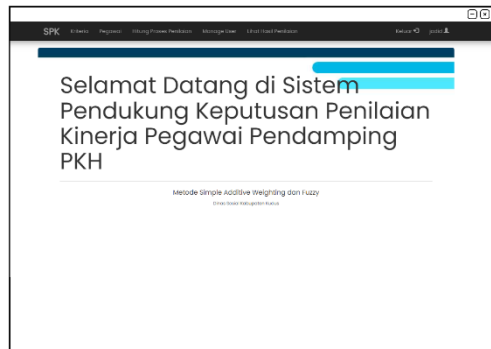 SPK Kriteria Pegawai Hitung Proses Penilaian Manage User Lihat Hasil Penilaian Keluar
Selamat Datang di Sistem
Pendukung Keputusan Penilaian
Kinerja Pegawai Pendamping
PKH
Metode Simple Additive Weighting dan Fuzzy
Dinas Sosial Kabupaten Kudus